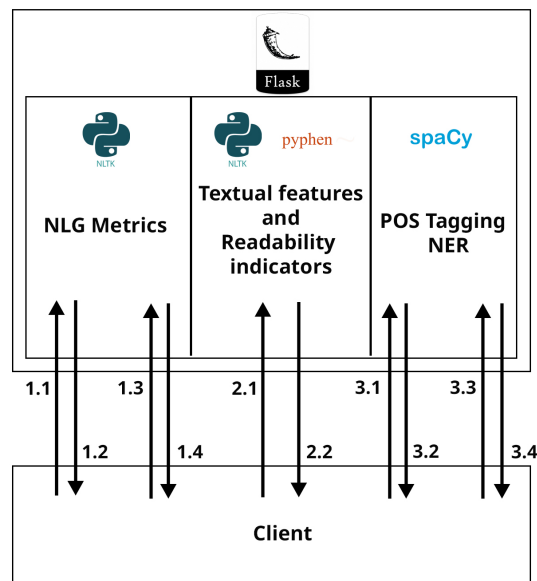 Flask
NLTK
NLTK
pyphen
spaCy
NLG Metrics
Textual features
and
Readability
indicators
POS Tagging
NER
1.1
1.3
2.1
3.1
3.3
1.2
1.4
2.2
3.2
3.4
Client